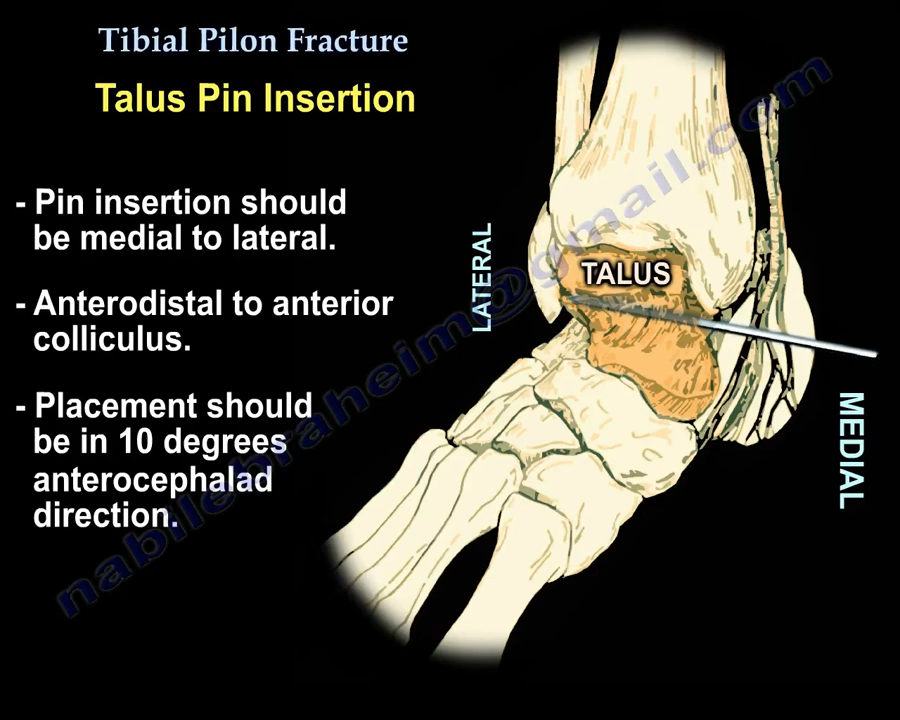 Tibial Pilon Fracture
Talus Pin Insertion
- Pin insertion should
be medial to lateral.
- Anterodistal to anterior
colliculus.
- Placement should
be in 10 degrees
anterocephalad
direction.
LATERAL
TALUS
MEDIAL
nabilebraheim@gmail.com